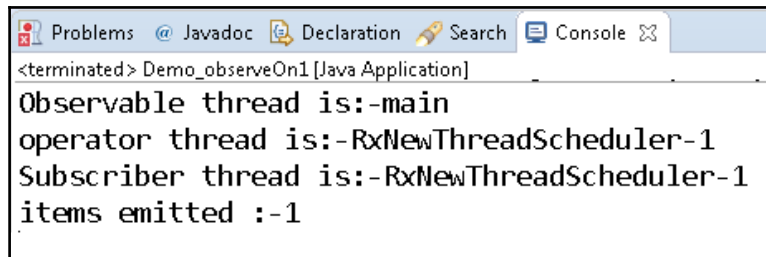 Problems @ Javadoc Declaration Search Console
<terminated> Demo_observeOn1 [Java Application]
Observable thread is:-main
operator thread is:-RxNewThreadScheduler-1
Subscriber thread is:-RxNewThreadScheduler-1
items emitted :-1